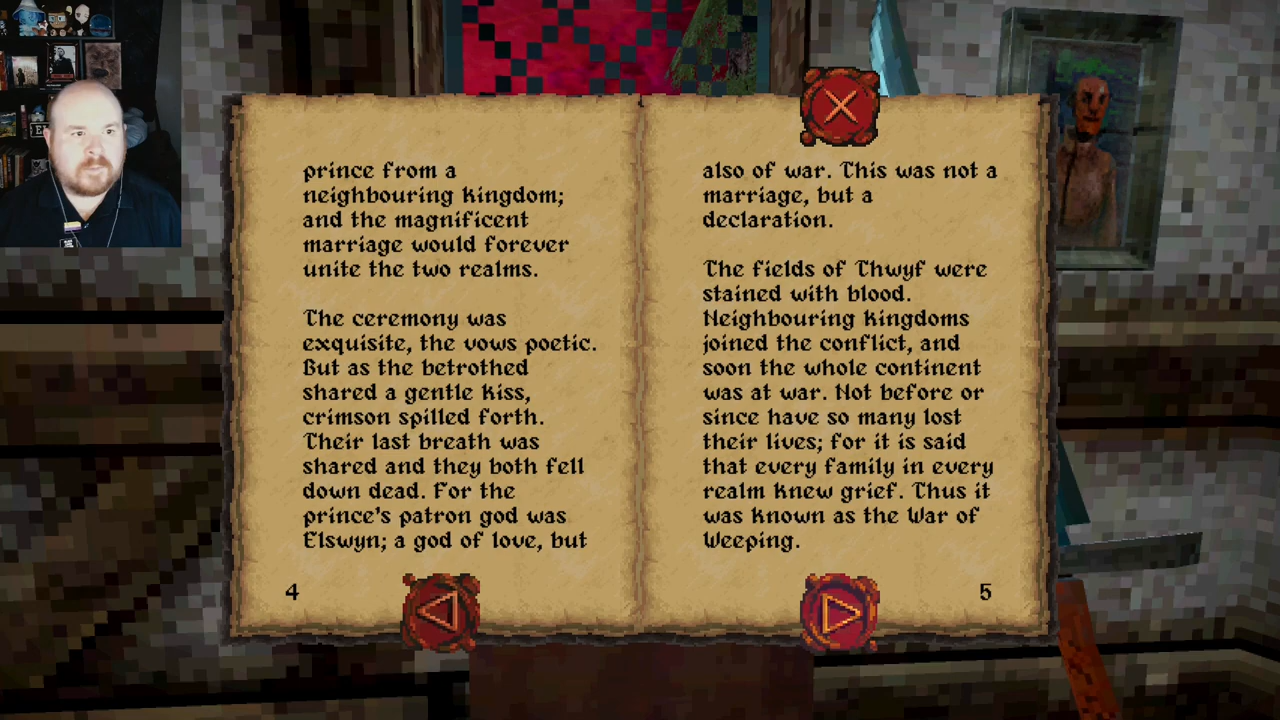 prince from a
neighbouring kingdom;
and the magnificent
marriage would forever
unite the two realms.
The ceremony was
exquisite, the vows poetic.
But as the betrothed
shared a gentle kiss,
crimson spilled forth.
Their last breath was
shared and they both fell
down dead. For the
prince's patron god was
Elswyn; a god of love, but
4
also of war. This was not a
marriage, but a
declaration.
The fields of Thwyf were
stained with blood.
Neighbouring kingdoms
joined the conflict, and
soon the whole continent
was at war. Not before or
since have so many lost
their lives; for it is said
that every family in every
realm knew grief. Thus it
was known as the War of
Weeping.
5